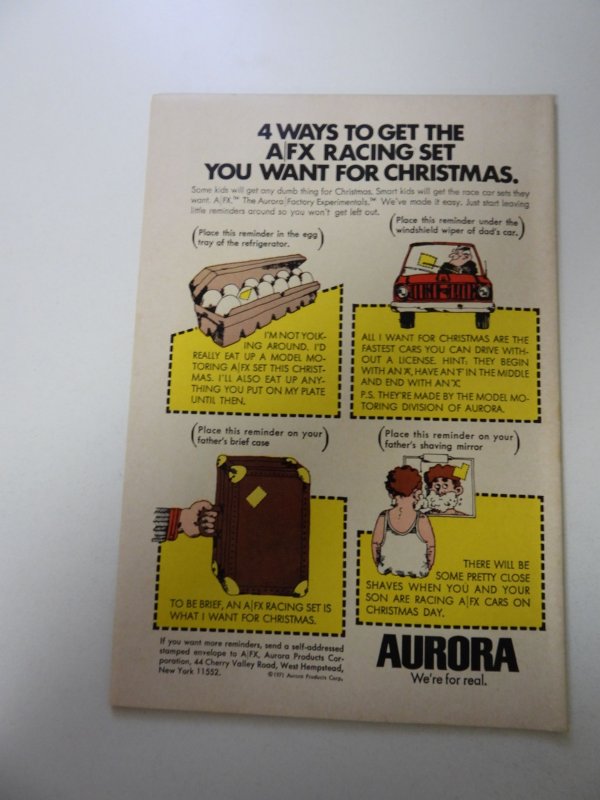 4 WAYS TO GET THE
A/FX RACING SET
YOU WANT FOR CHRISTMAS.
Some kids will get any dumb thing for Christmas. Smart kids will get the race car sets they
want. A/FX.™ The Aurora/Factory Experimentals.™ We've made it easy. Just start leaving
little reminders around so you won't get left out.
(Place this reminder in the egg
tray of the refrigerator.)
I'M NOT YOLK-
ING AROUND. I'D
REALLY EAT UP A MODEL MO-
TORING A/FX SET THIS CHRIST-
MAS. I'LL ALSO EAT UP ANY-
THING YOU PUT ON MY PLATE
UNTIL THEN.
(Place this reminder under the
windshield wiper of dad's car.)
ALL I WANT FOR CHRISTMAS ARE THE
FASTEST CARS YOU CAN DRIVE WITH-
OUT A LICENSE. HINT: THEY BEGIN
WITH AN 'A', HAVE AN 'F' IN THE MIDDLE
AND END WITH AN 'X'.
P.S. THEY'RE MADE BY THE MODEL MO-
TORING DIVISION OF AURORA.
(Place this reminder on your
father's brief case)
TO BE BRIEF, AN A/FX RACING SET IS
WHAT I WANT FOR CHRISTMAS.
(Place this reminder on your
father's shaving mirror)
THERE WILL BE
SOME PRETTY CLOSE
SHAVES WHEN YOU AND YOUR
SON ARE RACING A/FX CARS ON
CHRISTMAS DAY.
If you want more reminders, send a self-addressed
stamped envelope to A/FX, Aurora Products Cor-
poration, 44 Cherry Valley Road, West Hempstead,
New York 11552.
©1971 Aurora Products Corp.
AURORA
We're for real.